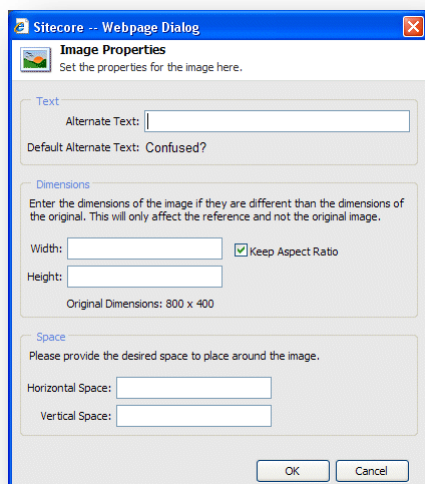 Sitecore -- Webpage Dialog
Image Properties
Set the properties for the image here.
Text
Alternate Text:
Default Alternate Text: Confused?
Dimensions
Enter the dimensions of the image if they are different than the dimensions of
the original. This will only affect the reference and not the original image.
Width:
Keep Aspect Ratio
Height:
Original Dimensions: 800 x 400
Space
Please provide the desired space to place around the image.
Horizontal Space:
Vertical Space:
OK Cancel